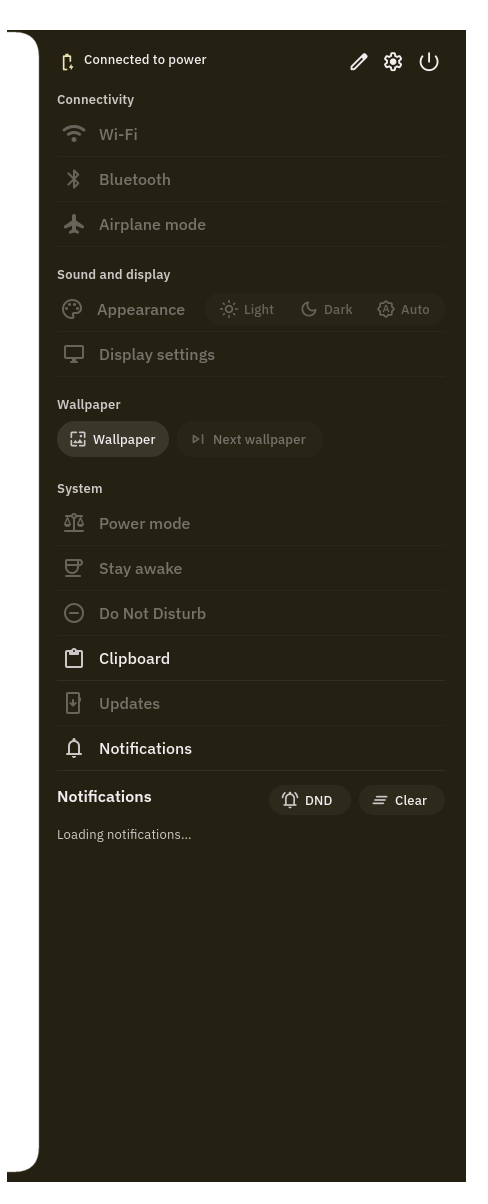 Connected to power
Connectivity
Wi-Fi
Bluetooth
Airplane mode
Sound and display
Appearance Light Dark Auto
Display settings
Wallpaper
Wallpaper Next wallpaper
System
Power mode
Stay awake
Do Not Disturb
Clipboard
Updates
Notifications
Notifications DND Clear
Loading notifications...